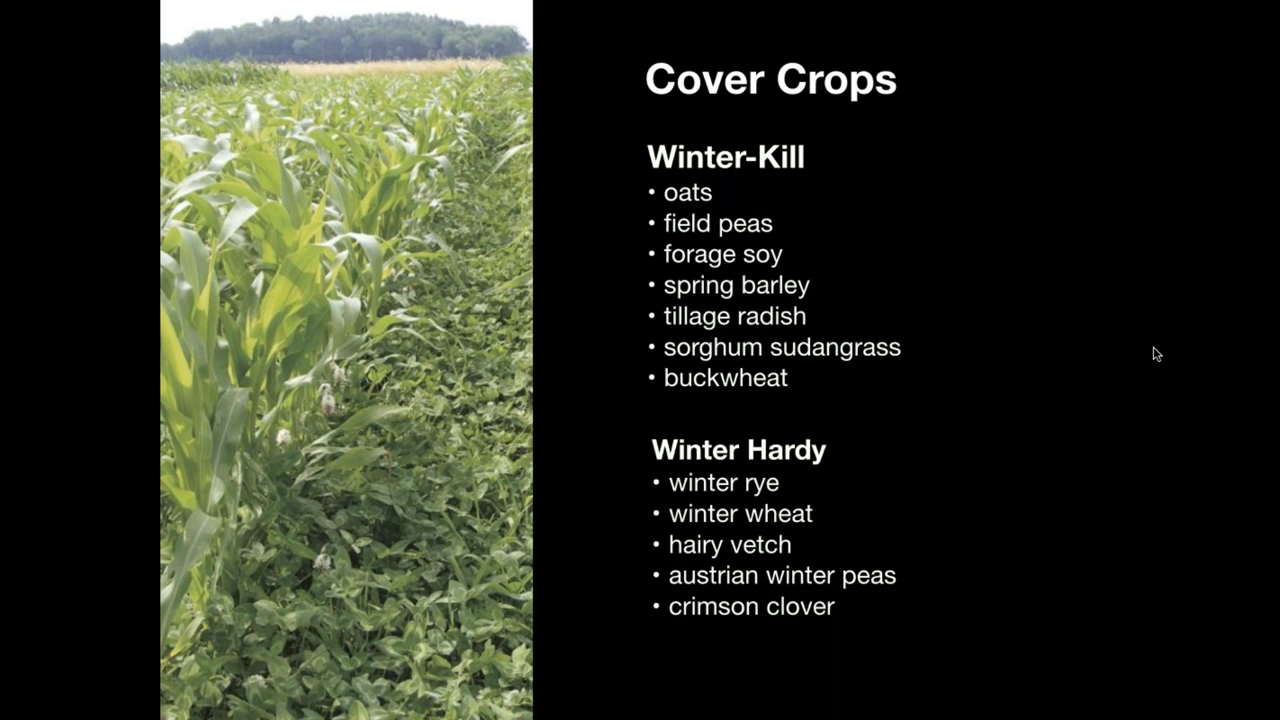 Cover Crops
Winter-Kill
• oats
• field peas
• forage soy
• spring barley
• tillage radish
• sorghum sudangrass
• buckwheat
Winter Hardy
• winter rye
• winter wheat
• hairy vetch
• austrian winter peas
• crimson clover